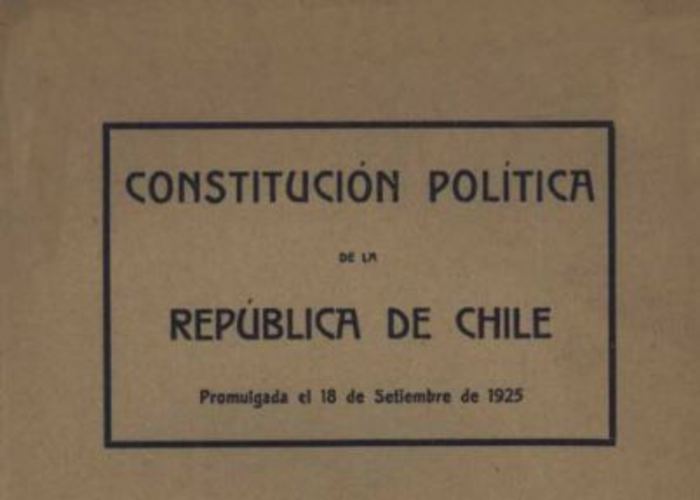 CONSTITUCIÓN POLÍTICA
DE LA
REPÚBLICA DE CHILE
Promulgada el 18 de Setiembre de 1925